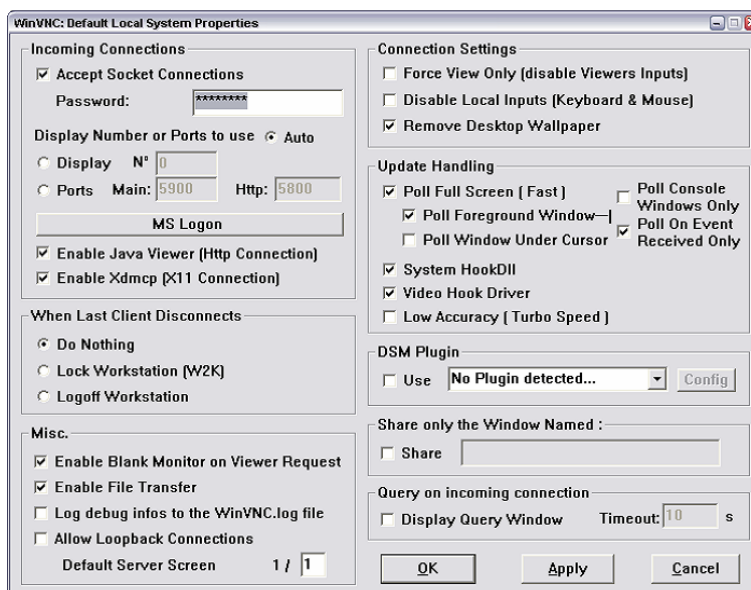 WinVNC: Default Local System Properties
Incoming Connections
Accept Socket Connections
Password: ********
Display Number or Ports to use Auto
Display N° 0
Ports Main: 5900 Http: 5800
MS Logon
Enable Java Viewer (Http Connection)
Enable Xdmcp (X11 Connection)
When Last Client Disconnects
Do Nothing
Lock Workstation (W2K)
Logoff Workstation
Misc.
Enable Blank Monitor on Viewer Request
Enable File Transfer
Log debug infos to the WinVNC.log file
Allow Loopback Connections
Default Server Screen 1 / 1
Connection Settings
Force View Only (disable Viewers Inputs)
Disable Local Inputs (Keyboard & Mouse)
Remove Desktop Wallpaper
Update Handling
Poll Full Screen ( Fast )
Poll Foreground Window
Poll Window Under Cursor
Poll Console
Windows Only
Poll On Event
Received Only
System HookDll
Video Hook Driver
Low Accuracy ( Turbo Speed )
DSM Plugin
Use No Plugin detected... Config
Share only the Window Named :
Share
Query on incoming connection
Display Query Window Timeout: 10 s
OK Apply Cancel